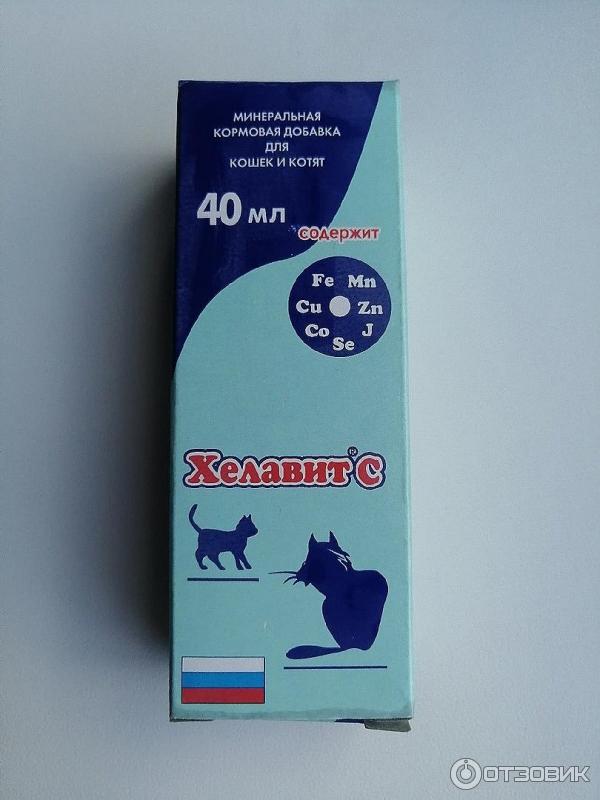 МИНЕРАЛЬНАЯ
КОРМОВАЯ ДОБАВКА
ДЛЯ
КОШЕК И КОТЯТ
40 мл
содержит
Fe Mn
Cu Zn
Co J
Se
Хелавит® С
ОТЗОВИК